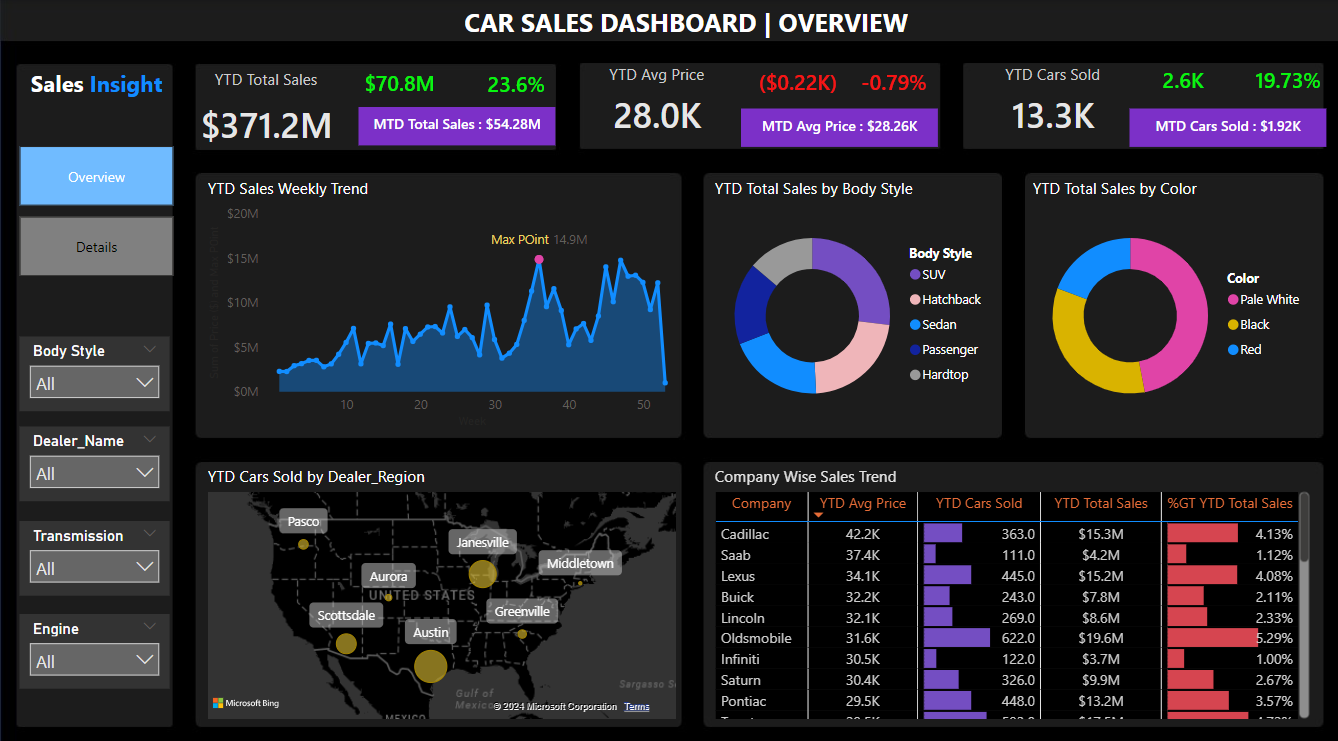 CAR SALES DASHBOARD | OVERVIEW
Sales Insight
Overview
Details
Body Style
All
Dealer_Name
All
Transmission
All
Engine
All
YTD Total Sales
$70.8M 23.6%
$371.2M
MTD Total Sales : $54.28M
YTD Avg Price
($0.22K) -0.79%
28.0K
MTD Avg Price : $28.26K
YTD Cars Sold
2.6K 19.73%
13.3K
MTD Cars Sold : $1.92K
YTD Sales Weekly Trend
$20M
$15M
$10M
$5M
$0M
Max POint 14.9M
10 20 30 40 50
Week
YTD Total Sales by Body Style
Body Style
SUV
Hatchback
Sedan
Passenger
Hardtop
YTD Total Sales by Color
Color
Pale White
Black
Red
YTD Cars Sold by Dealer_Region
Pasco
Janesville
Middletown
Aurora
UNITED STATES
Scottsdale
Greenville
Austin
Gulf of
Mexico
Sargasso S
MEXICO
Microsoft Bing
© 2024 Microsoft Corporation Terms
Company Wise Sales Trend
Company YTD Avg Price YTD Cars Sold YTD Total Sales %GT YTD Total Sales
Cadillac 42.2K 363.0 $15.3M 4.13%
Saab 37.4K 111.0 $4.2M 1.12%
Lexus 34.1K 445.0 $15.2M 4.08%
Buick 32.2K 243.0 $7.8M 2.11%
Lincoln 32.1K 269.0 $8.6M 2.33%
Oldsmobile 31.6K 622.0 $19.6M 5.29%
Infiniti 30.5K 122.0 $3.7M 1.00%
Saturn 30.4K 326.0 $9.9M 2.67%
Pontiac 29.5K 448.0 $13.2M 3.57%